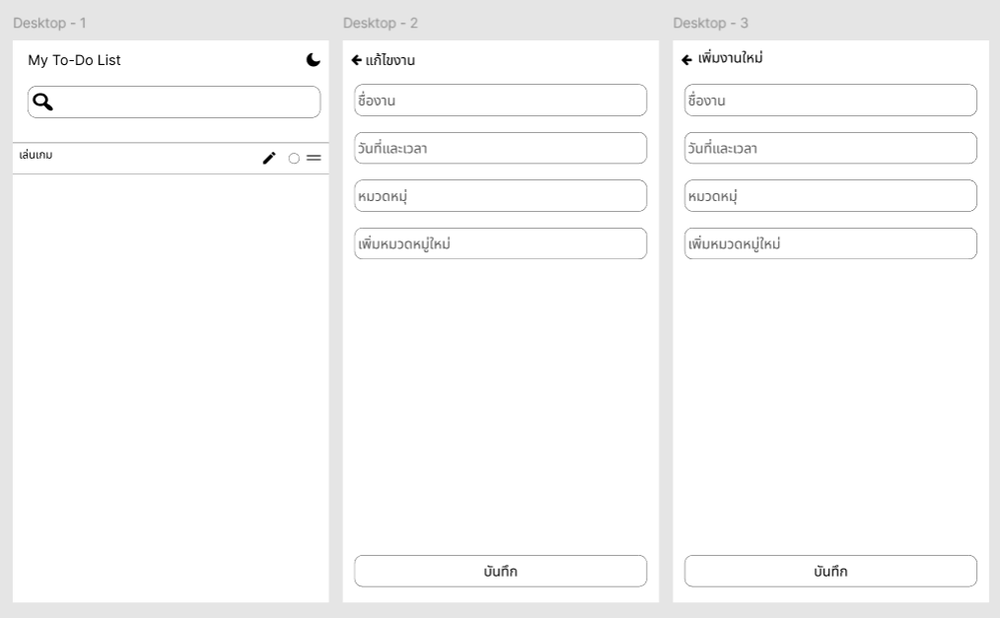 Desktop - 1
My To-Do List
เล่นเกม
Desktop - 2
แก้ไขงาน
ชื่องาน
วันที่และเวลา
หมวดหมุ่
เพิ่มหมวดหมู่ใหม่
บันทึก
Desktop - 3
เพิ่มงานใหม่
ชื่องาน
วันที่และเวลา
หมวดหมุ่
เพิ่มหมวดหมู่ใหม่
บันทึก